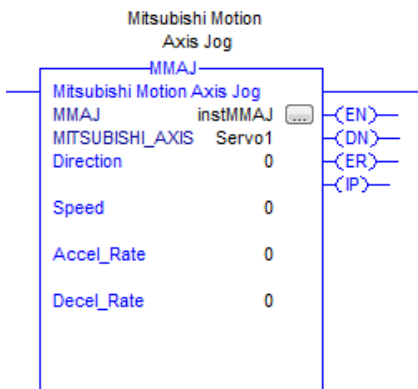 Mitsubishi Motion
Axis Jog
MMAJ
Mitsubishi Motion Axis Jog
MMAJ instMMAJ ... (EN)
MITSUBISHI_AXIS Servo1 (DN)
Direction 0 (ER)
(IP)
Speed 0
Accel_Rate 0
Decel_Rate 0